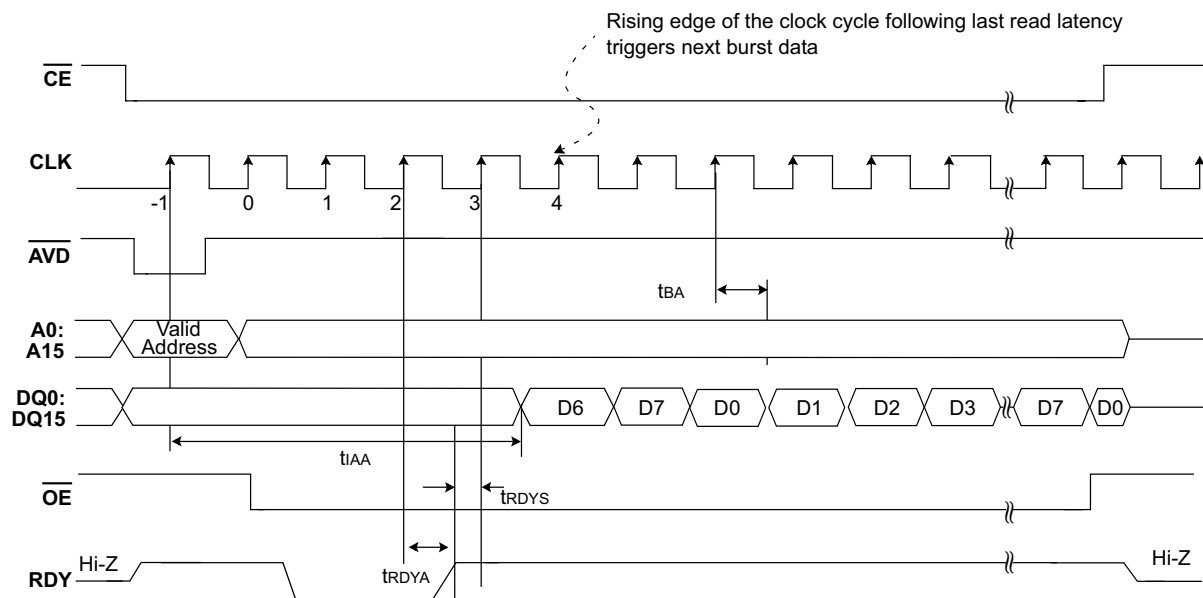 Rising edge of the clock cycle following last read latency
triggers next burst data
CE
CLK
-1 0 1 2 3 4
AVD
tBA
A0:
A15
Valid
Address
DQ0:
DQ15
D6 D7 D0 D1 D2 D3 D7 D0
tIAA
OE
tRDYS
Hi-Z
RDY
tRDYA
Hi-Z